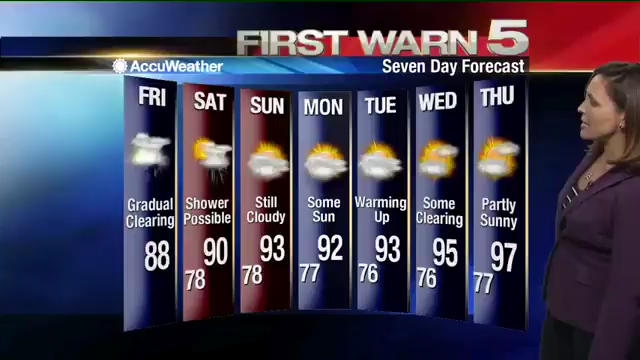 FIRST WARN 5
AccuWeather
Seven Day Forecast
FRI SAT SUN MON TUE WED THU
Gradual Clearing
88
Shower Possible
90
78
Still Cloudy
93
78
Some Sun
92
77
Warming Up
93
76
Some Clearing
95
76
Partly Sunny
97
77